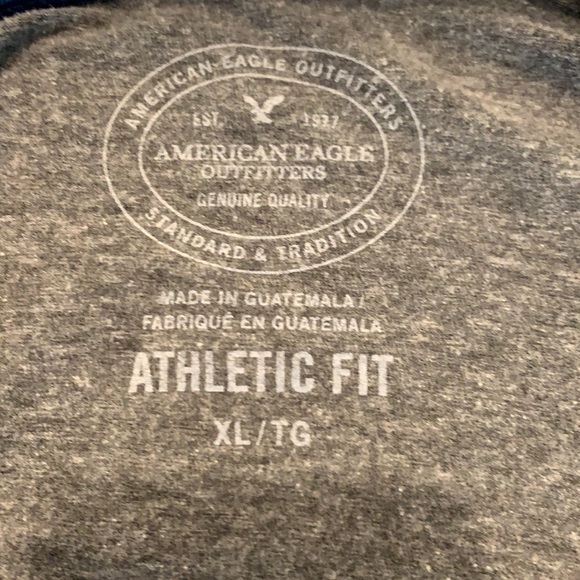 AMERICAN EAGLE OUTFITTERS
EST. 1977
AMERICAN EAGLE
OUTFITTERS
GENUINE QUALITY
STANDARD & TRADITION
MADE IN GUATEMALA /
FABRIQUÉ EN GUATEMALA
ATHLETIC FIT
XL/TG